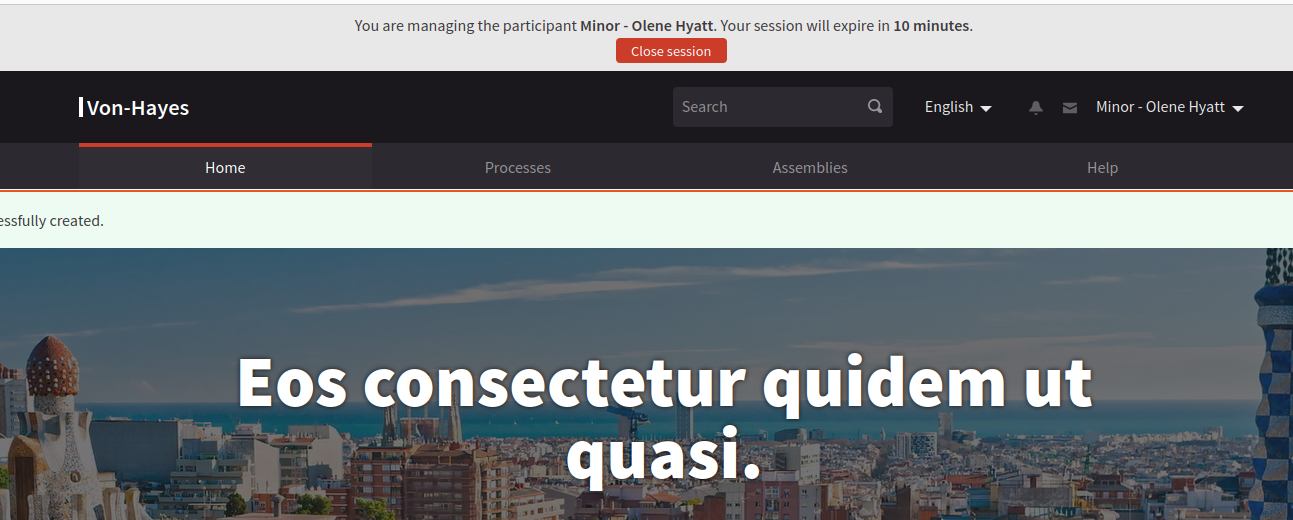 You are managing the participant Minor - Olene Hyatt. Your session will expire in 10 minutes.
Close session
Von-Hayes
Search
English
Minor - Olene Hyatt
Home
Processes
Assemblies
Help
essfully created.
Eos consectetur quidem ut
quasi.